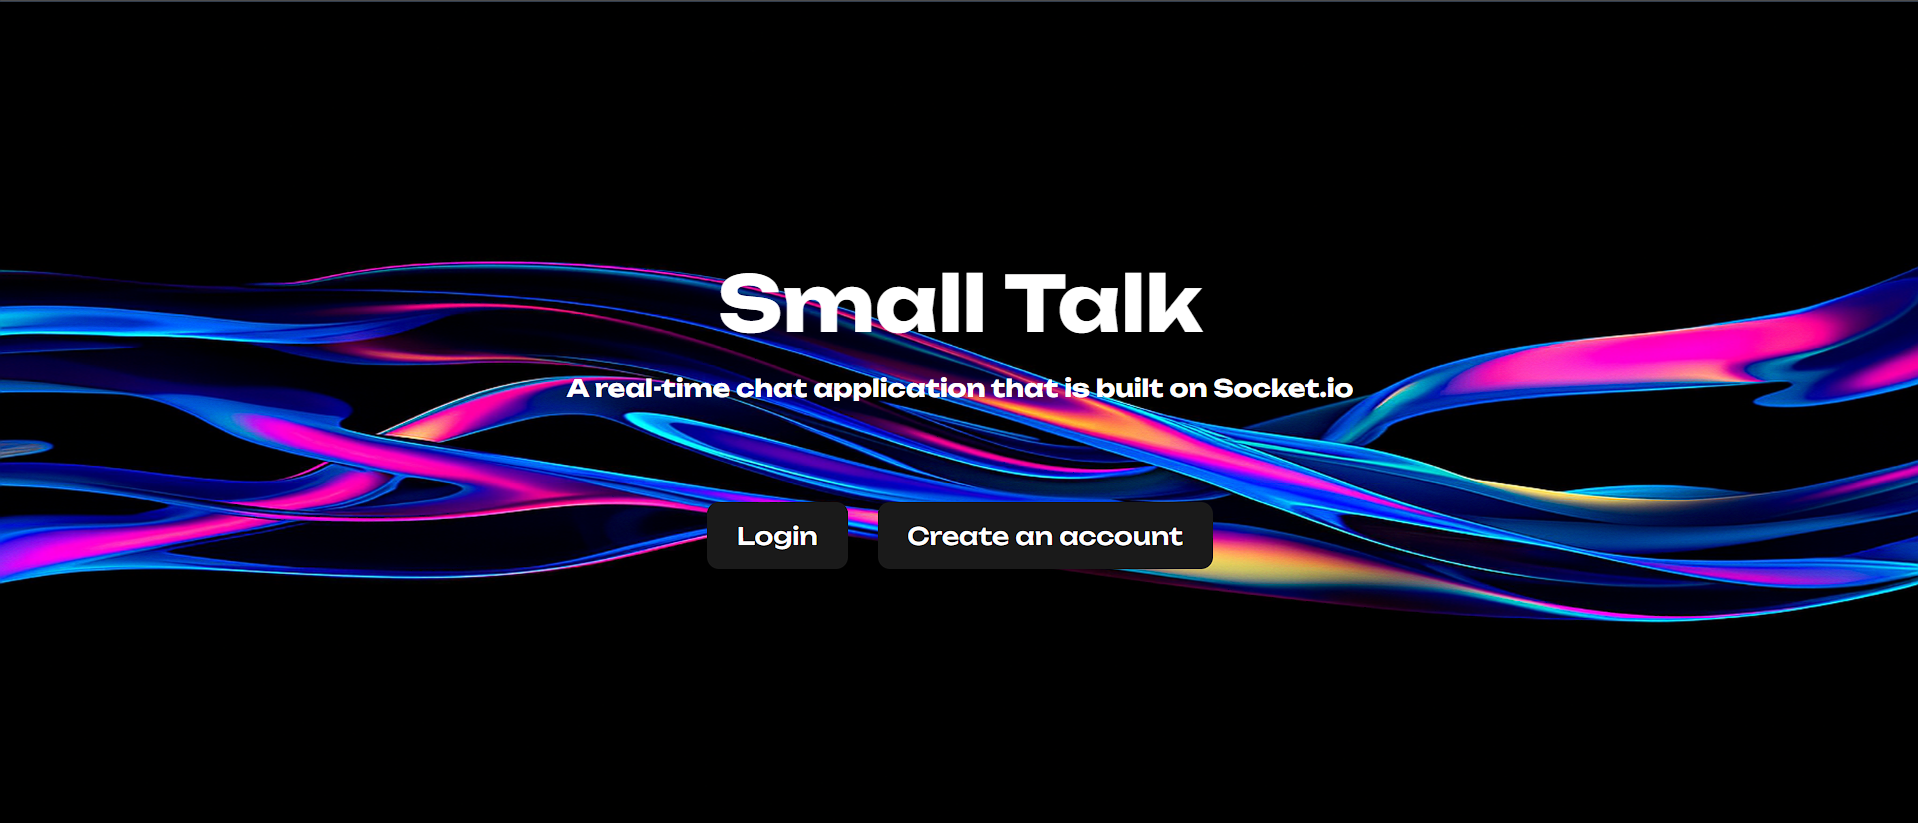 Small Talk
A real-time chat application that is built on Socket.io
Login
Create an account